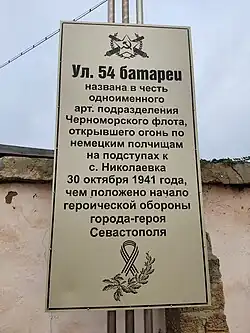 Ул. 54 батареи
названа в честь
одноименного
арт. подразделения
Черноморского флота,
открывшего огонь по
немецким полчищам
на подступах к
с. Николаевка
30 октября 1941 года,
чем положено начало
героической обороны
города-героя
Севастополя